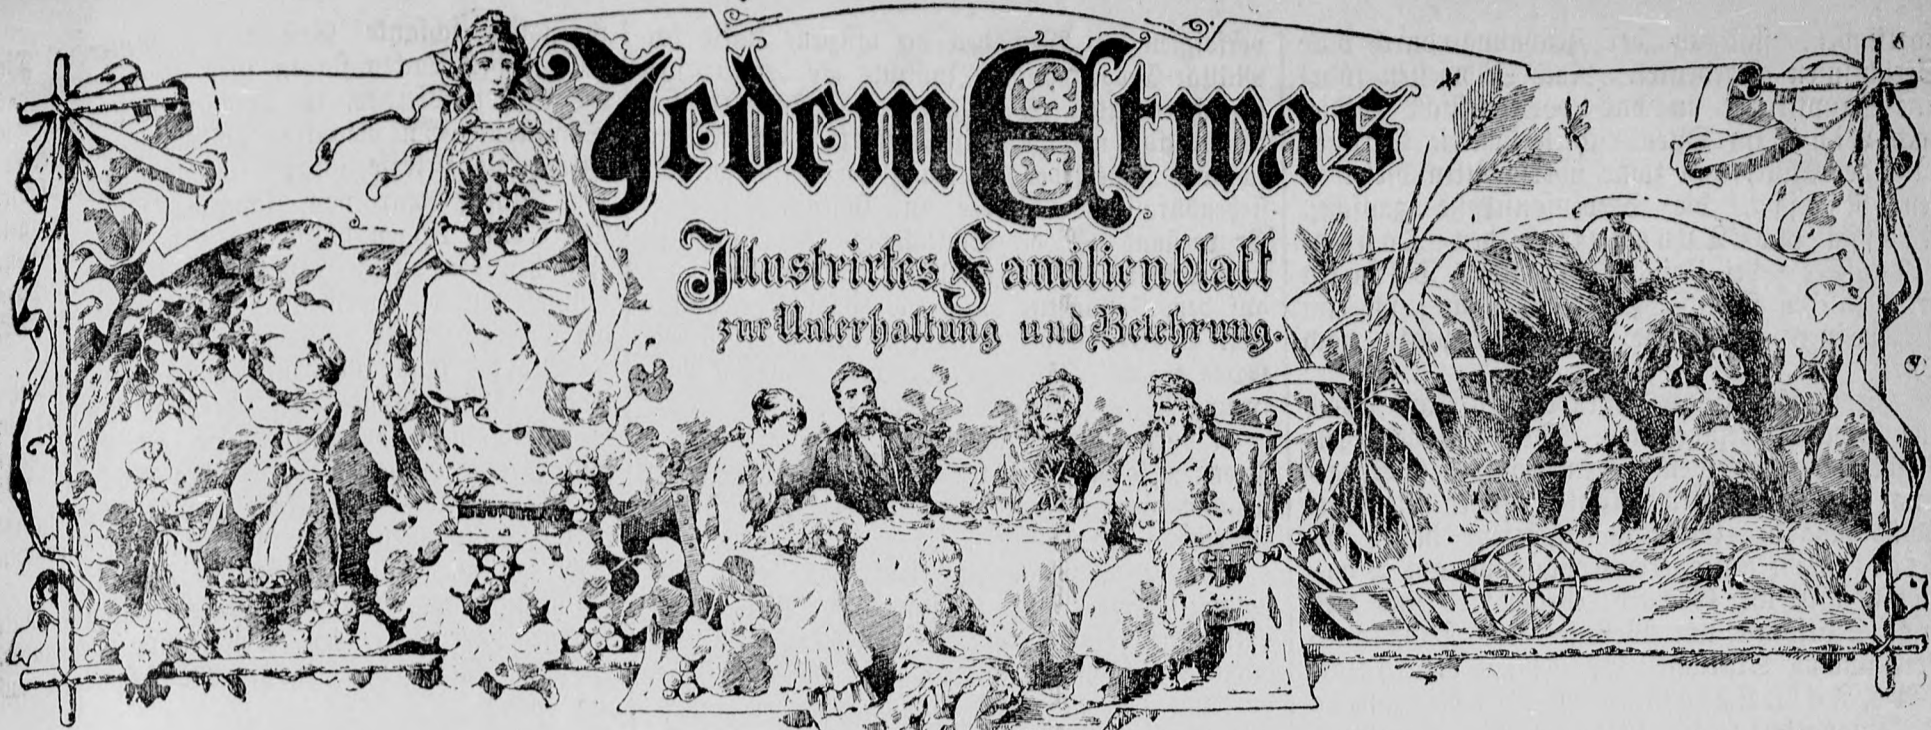 Jedem Etwas
Illustrirtes Familienblatt
zur Unterhaltung und Belehrung.